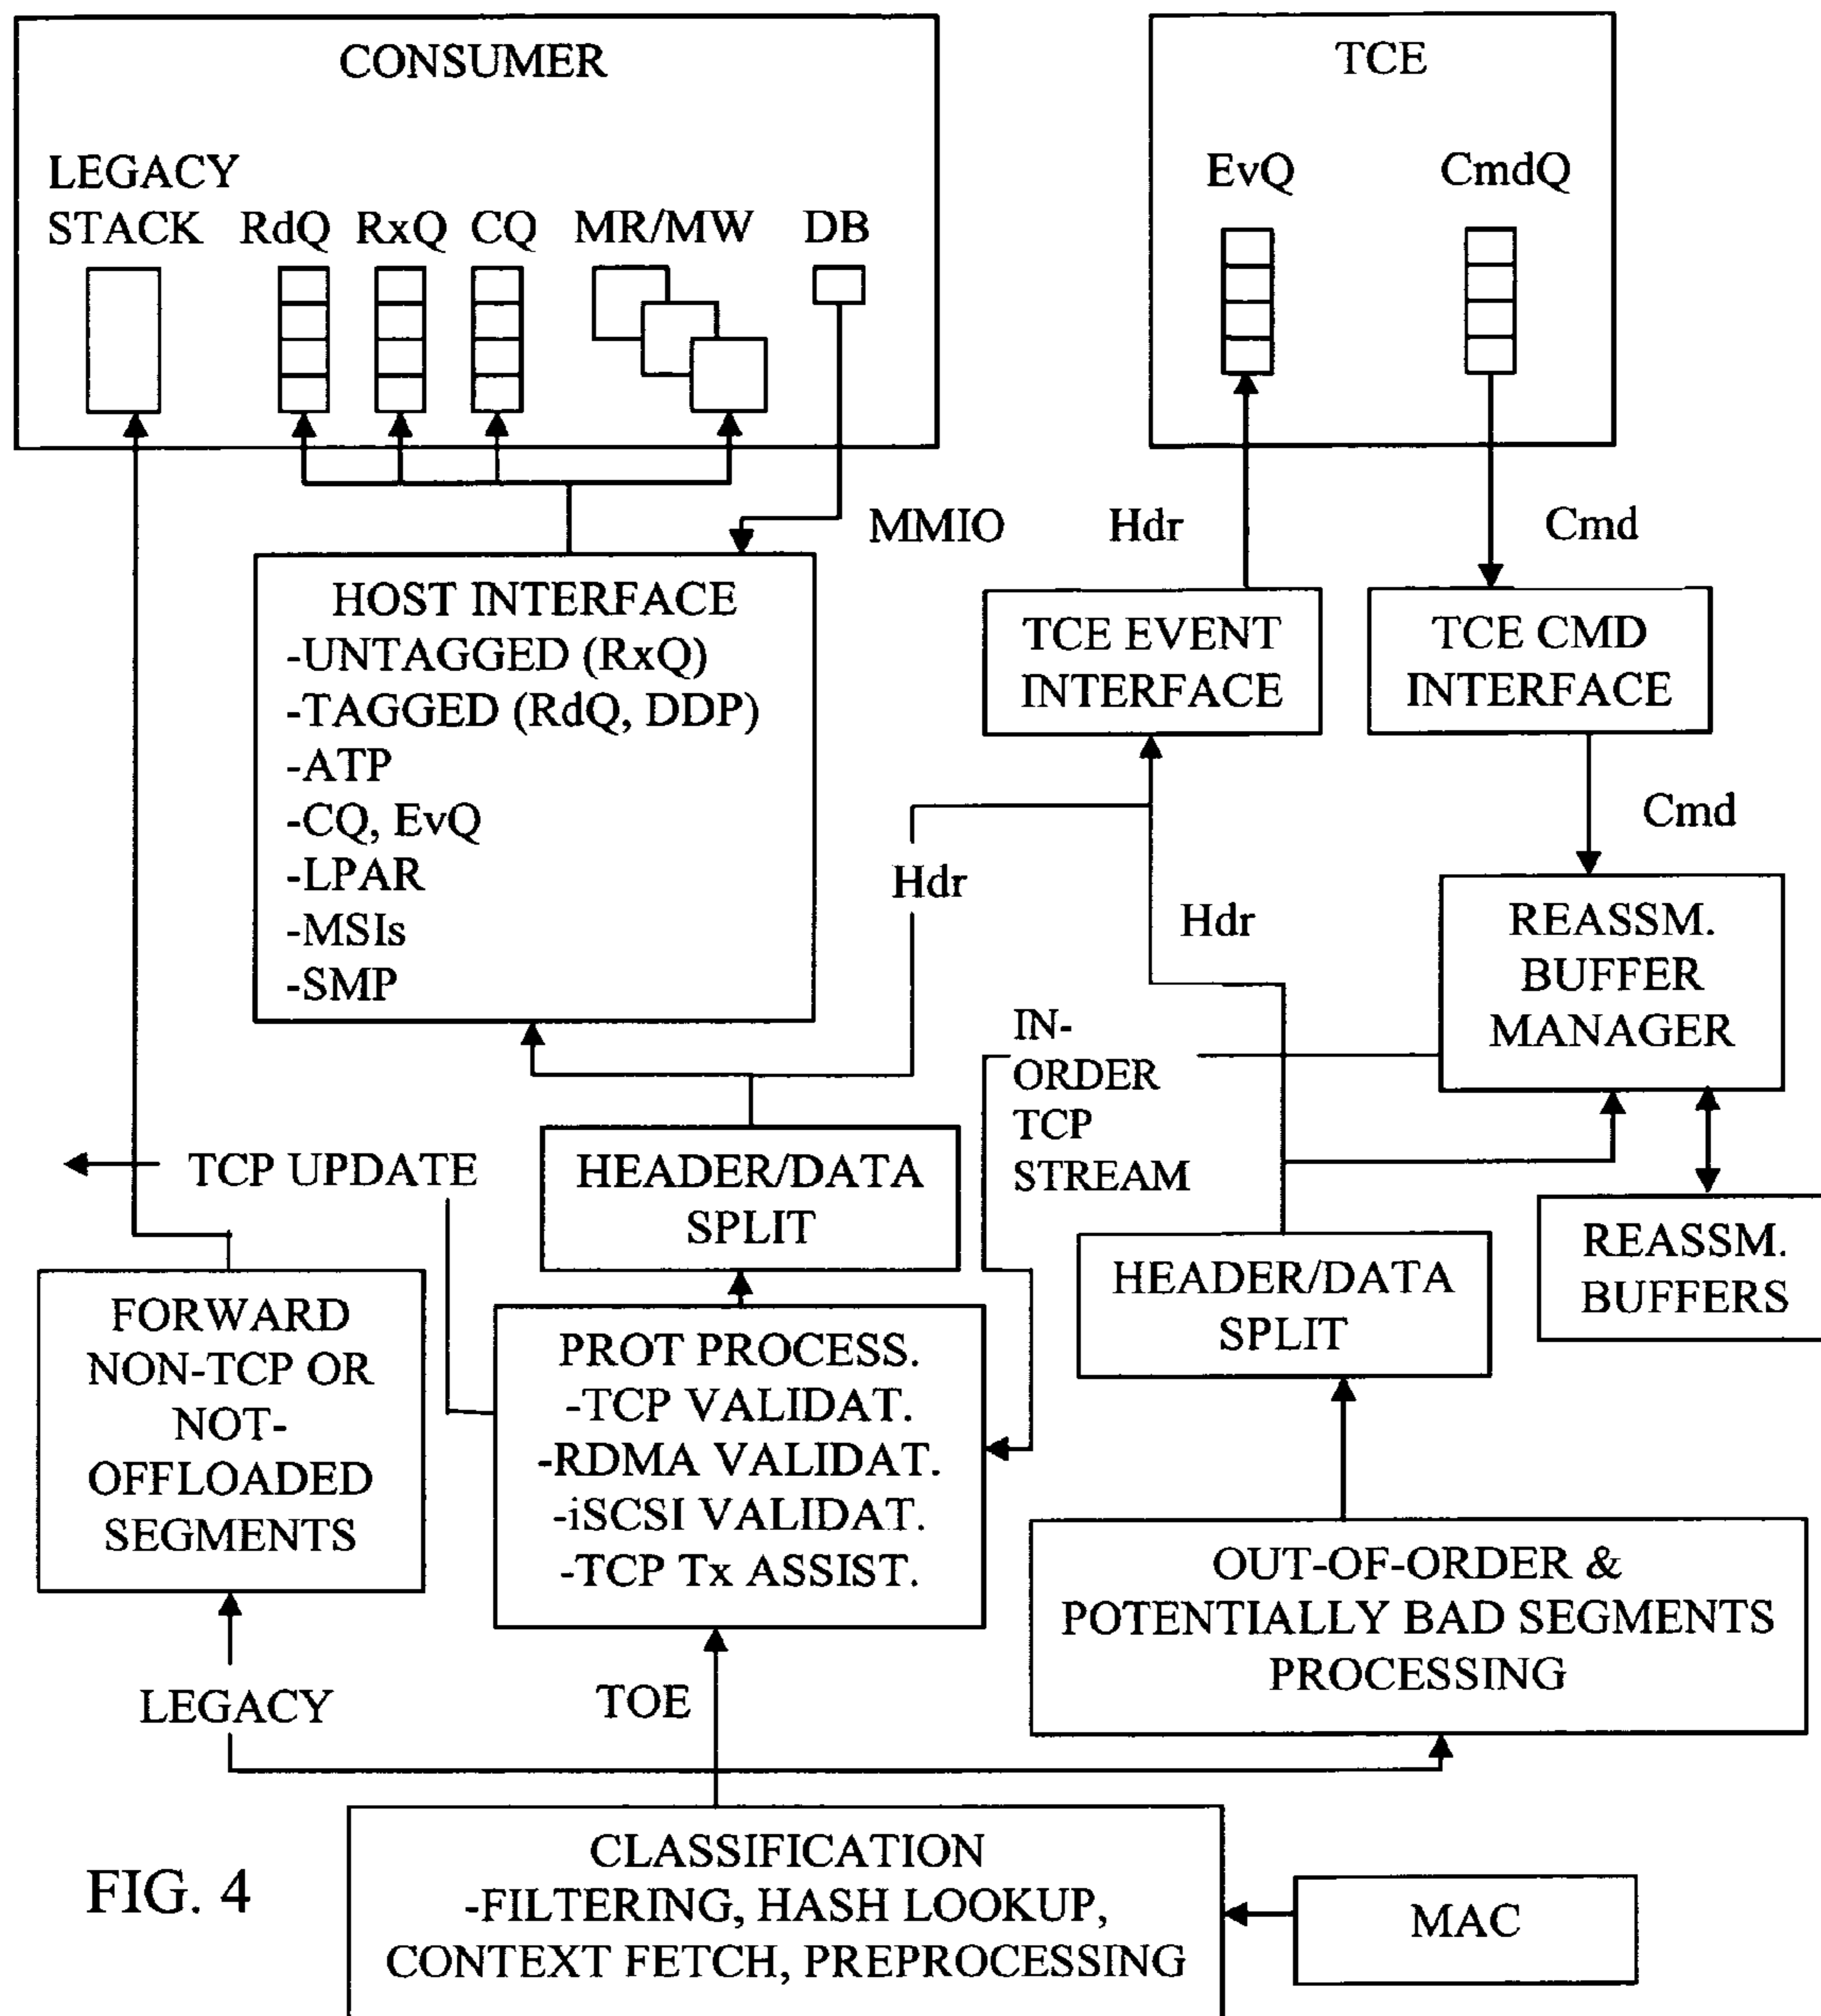 CONSUMER
LEGACY
STACK
RdQ
RxQ
CQ
MR/MW
DB
TCE
EvQ
CmdQ
MMIO
Hdr
Cmd
HOST INTERFACE
-UNTAGGED (RxQ)
-TAGGED (RdQ, DDP)
-ATP
-CQ, EvQ
-LPAR
-MSIs
-SMP
TCE EVENT
INTERFACE
TCE CMD
INTERFACE
Cmd
Hdr
Hdr
REASSM.
BUFFER
MANAGER
IN-
ORDER
TCP
STREAM
TCP UPDATE
HEADER/DATA
SPLIT
REASSM.
BUFFERS
HEADER/DATA
SPLIT
FORWARD
NON-TCP OR
NOT-
OFFLOADED
SEGMENTS
PROT PROCESS.
-TCP VALIDAT.
-RDMA VALIDAT.
-iSCSI VALIDAT.
-TCP Tx ASSIST.
OUT-OF-ORDER &
POTENTIALLY BAD SEGMENTS
PROCESSING
LEGACY
TOE
CLASSIFICATION
-FILTERING, HASH LOOKUP,
CONTEXT FETCH, PREPROCESSING
MAC
FIG. 4